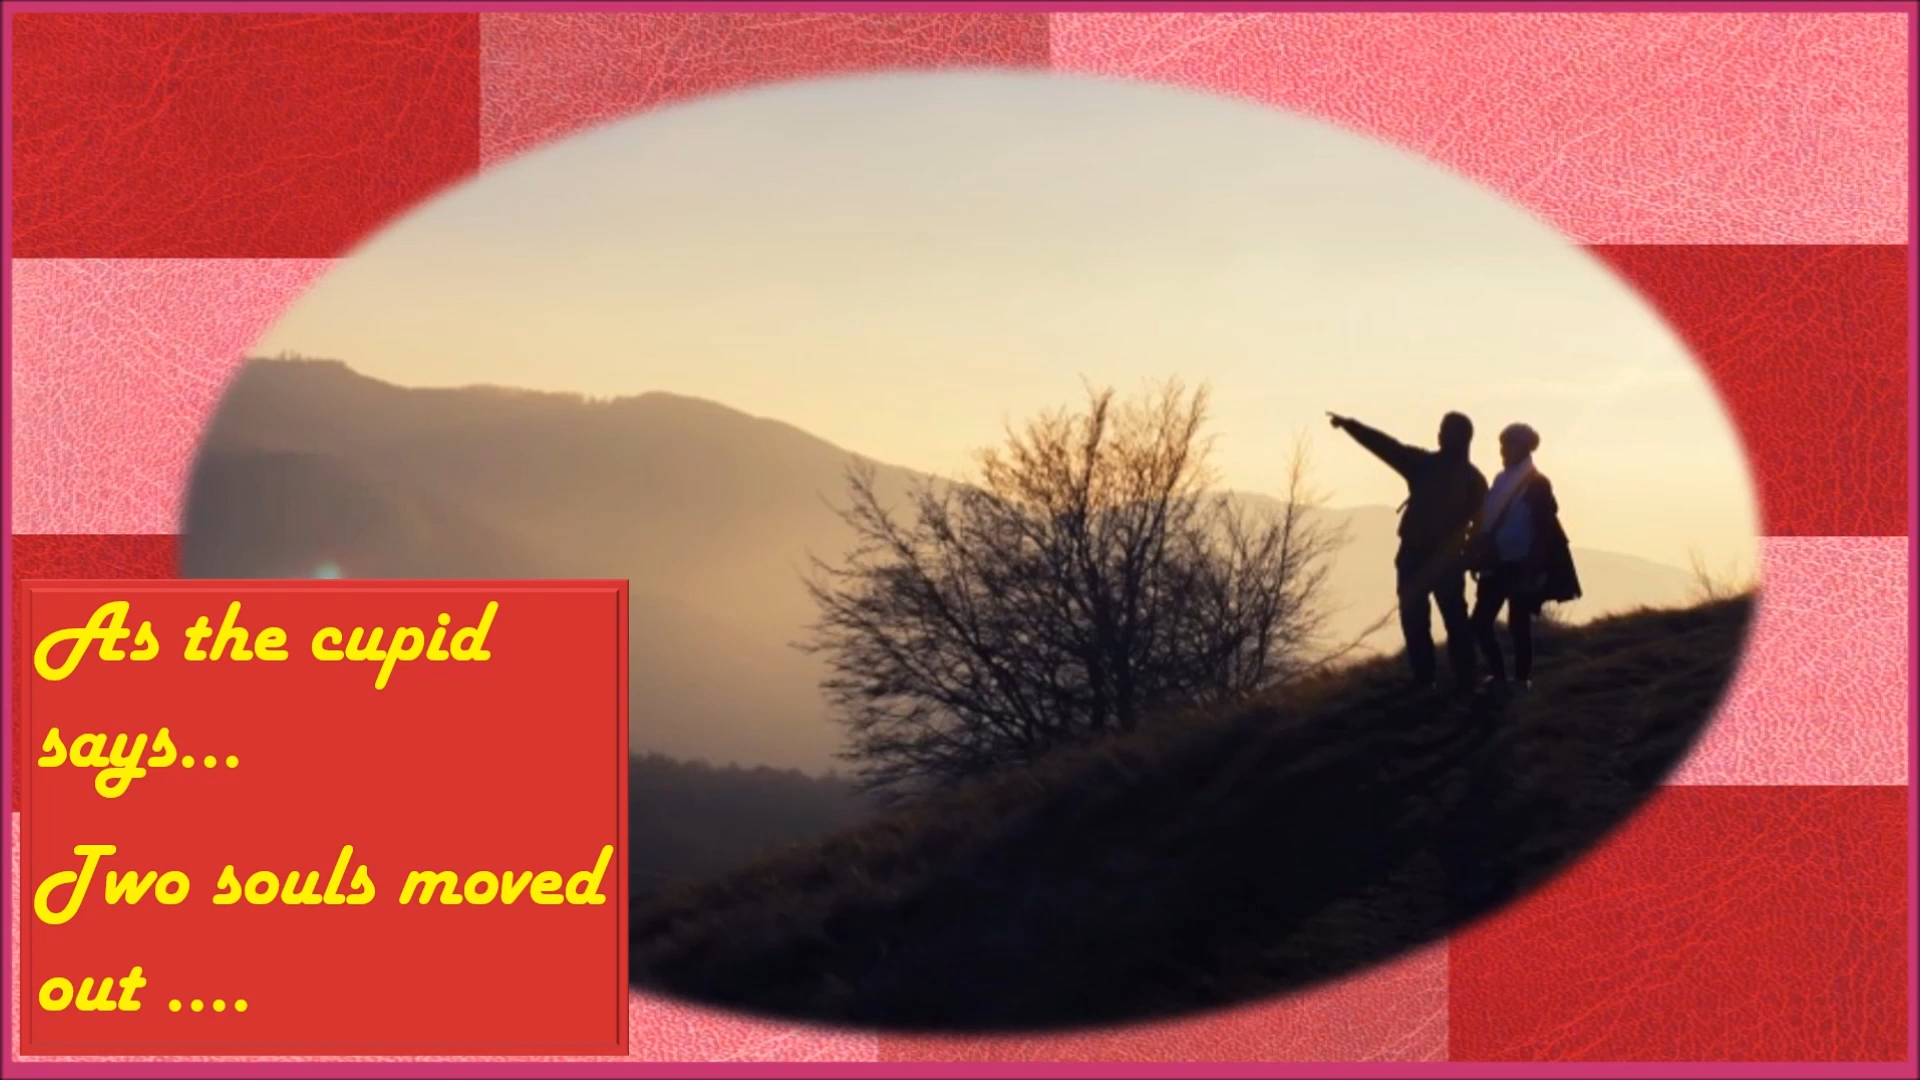 As the cupid
says...
Two souls moved
out ....